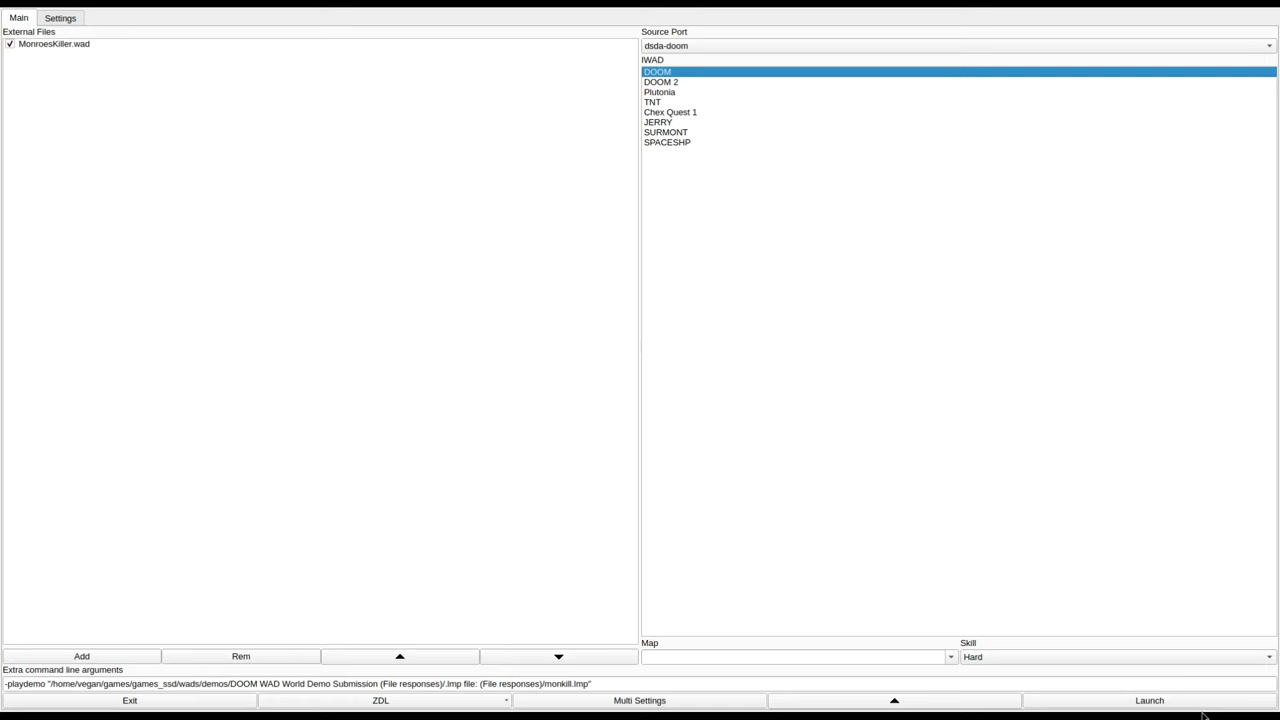 Main Settings
External Files
MonroesKiller.wad
Source Port
dsda-doom
IWAD
DOOM
DOOM 2
Plutonia
TNT
Chex Quest 1
JERRY
SURMONT
SPACESHP
Map
Skill
Hard
Add Rem
Extra command line arguments
-playdemo "/home/vegan/games/games_ssd/wads/demos/DOOM WAD World Demo Submission (File responses)/.lmp file: (File responses)/monkill.lmp"
Exit ZDL Multi Settings Launch